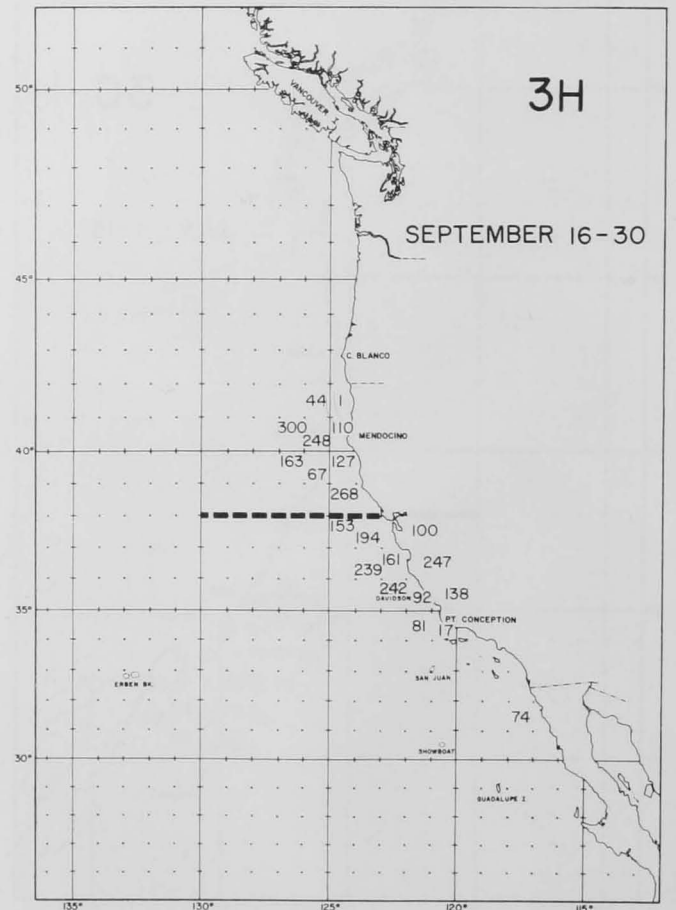 3H
50°
VANCOUVER I.
SEPTEMBER 16-30
45°
C. BLANCO
44 1
300 110
MENDOCINO
248
40°
163 127
67
268
153
194
100
161
247
239
242
138
DAVIDSON
92
35°
81 17
PT. CONCEPTION
ERBEN BK.
SAN JUAN
74
SHOWBOAT
30°
GUADALUPE I
135° 130° 125° 120° 115°